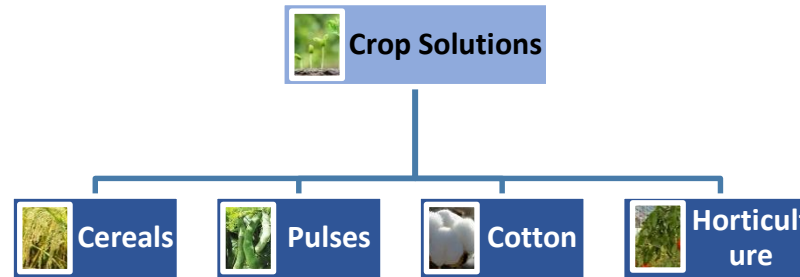 Crop Solutions
Cereals
Pulses
Cotton
Horticult
ure